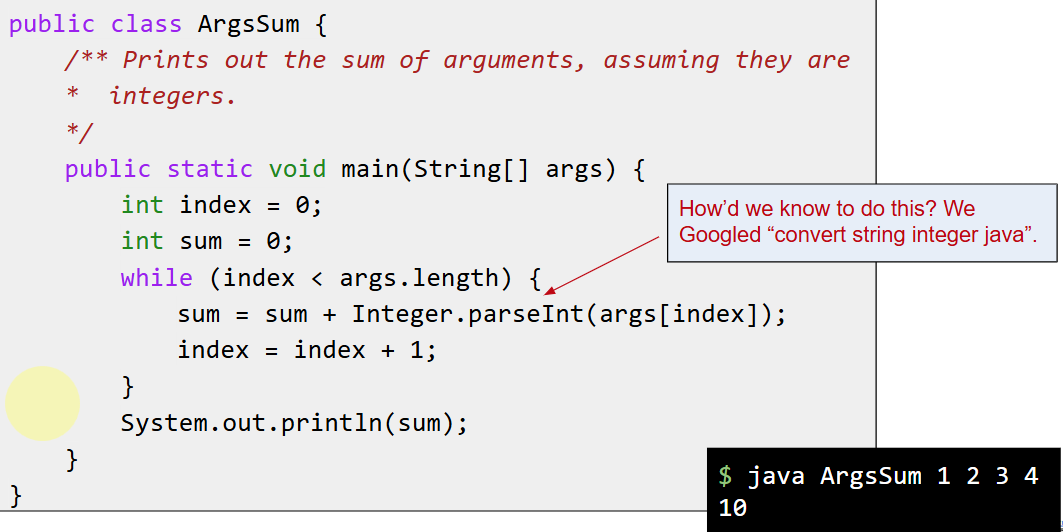 public class ArgsSum {
/** Prints out the sum of arguments, assuming they are
*  integers.
*/
public static void main(String[] args) {
int index = 0;
int sum = 0;
while (index < args.length) {
sum = sum + Integer.parseInt(args[index]);
index = index + 1;
}
System.out.println(sum);
}
}
How’d we know to do this? We
Googled “convert string integer java”.
$ java ArgsSum 1 2 3 4
10